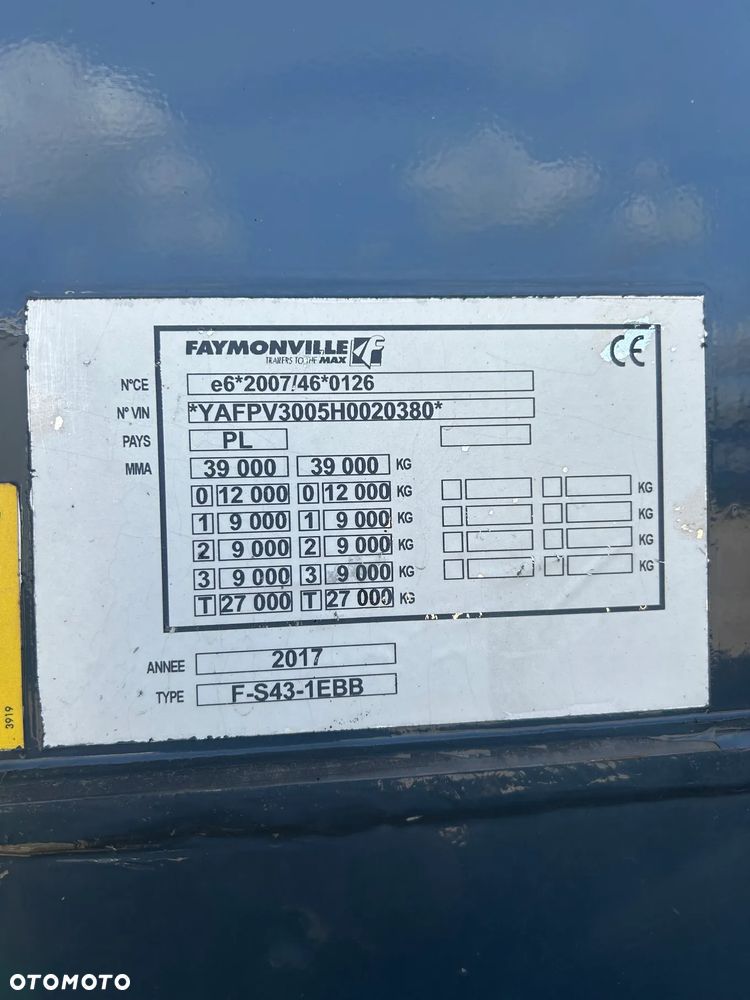 FAYMONVILLE
TRAILERS TO THE MAX
CE
N°CE e6*2007/46*0126
N° VIN *YAFPV3005H0020380*
PAYS PL
MMA 39 000 39 000 KG
0 12 000 0 12 000 KG KG
1 9 000 1 9 000 KG KG
2 9 000 2 9 000 KG KG
3 9 000 3 9 000 KG KG
T 27 000 T 27 000 KG
ANNEE 2017
TYPE F-S43-1EBB
3919
OTOMOTO